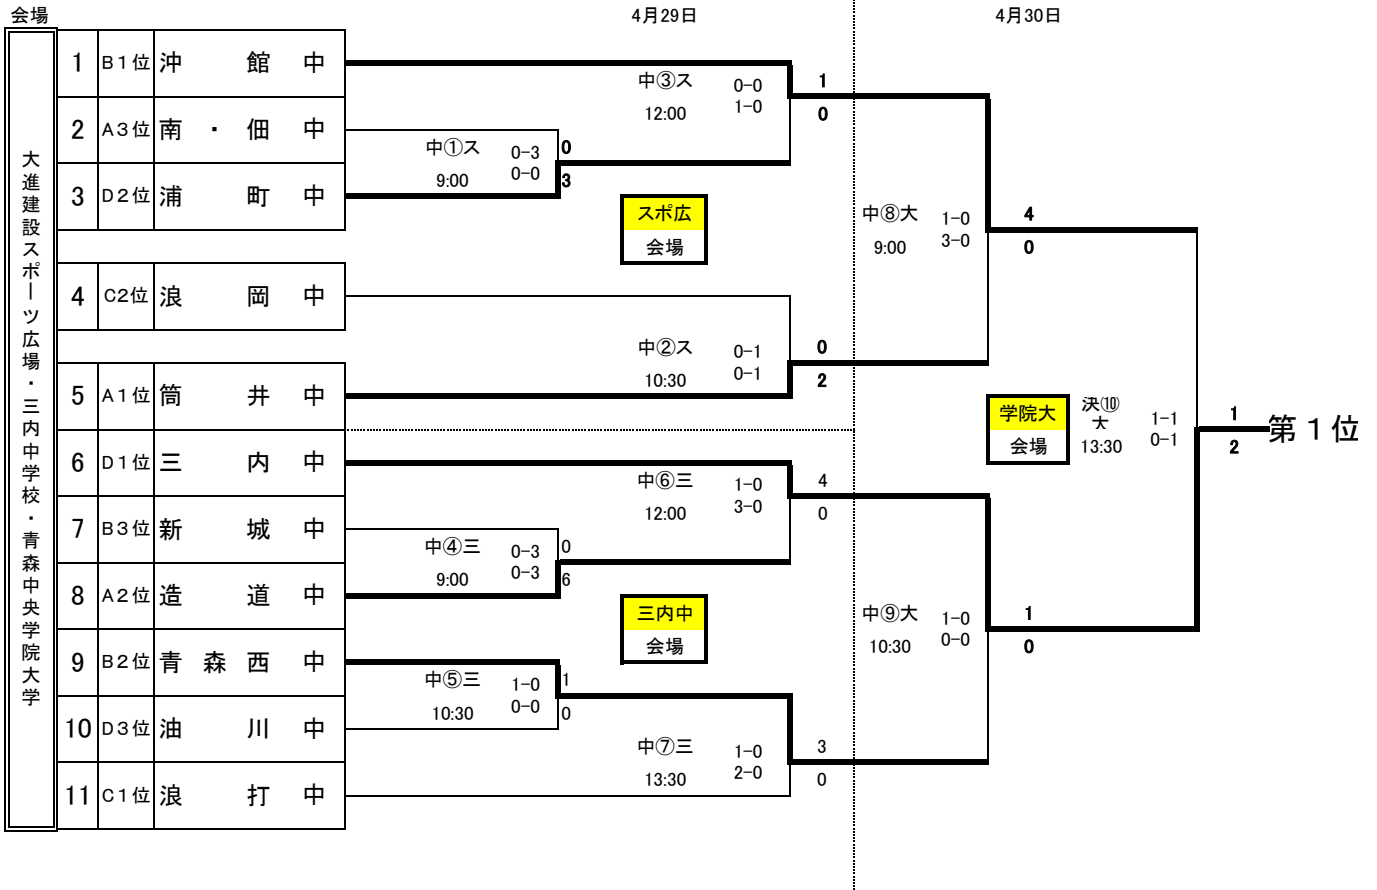 会場
4月29日
4月30日
大進建設スポーツ広場・三内中学校・青森中央学院大学
1 B1位 沖館中
2 A3位 南・佃中
3 D2位 浦町中
4 C2位 浪岡中
5 A1位 筒井中
6 D1位 三内中
7 B3位 新城中
8 A2位 造道中
9 B2位 青森西中
10 D3位 油川中
11 C1位 浪打中
中①ス
9:00
0-3
0-0
0
3
中③ス
12:00
0-0
1-0
1
0
スポ広
会場
中②ス
10:30
0-1
0-1
0
2
中④三
9:00
0-3
0-3
0
6
中⑥三
12:00
1-0
3-0
4
0
三内中
会場
中⑤三
10:30
1-0
0-0
1
0
中⑦三
13:30
1-0
2-0
3
0
中⑧大
9:00
1-0
3-0
4
0
中⑨大
10:30
1-0
0-0
1
0
学院大
会場
決⑩
大
13:30
1-1
0-1
1
2
第1位